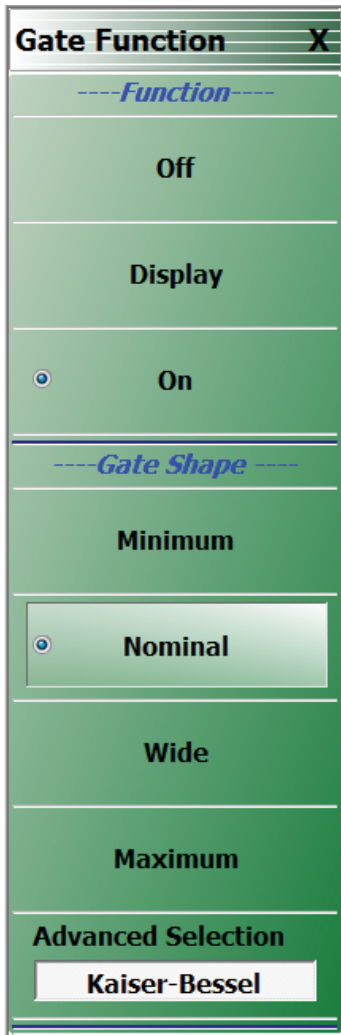 Gate Function X
----Function----
Off
Display
On
----Gate Shape ----
Minimum
Nominal
Wide
Maximum
Advanced Selection
Kaiser-Bessel